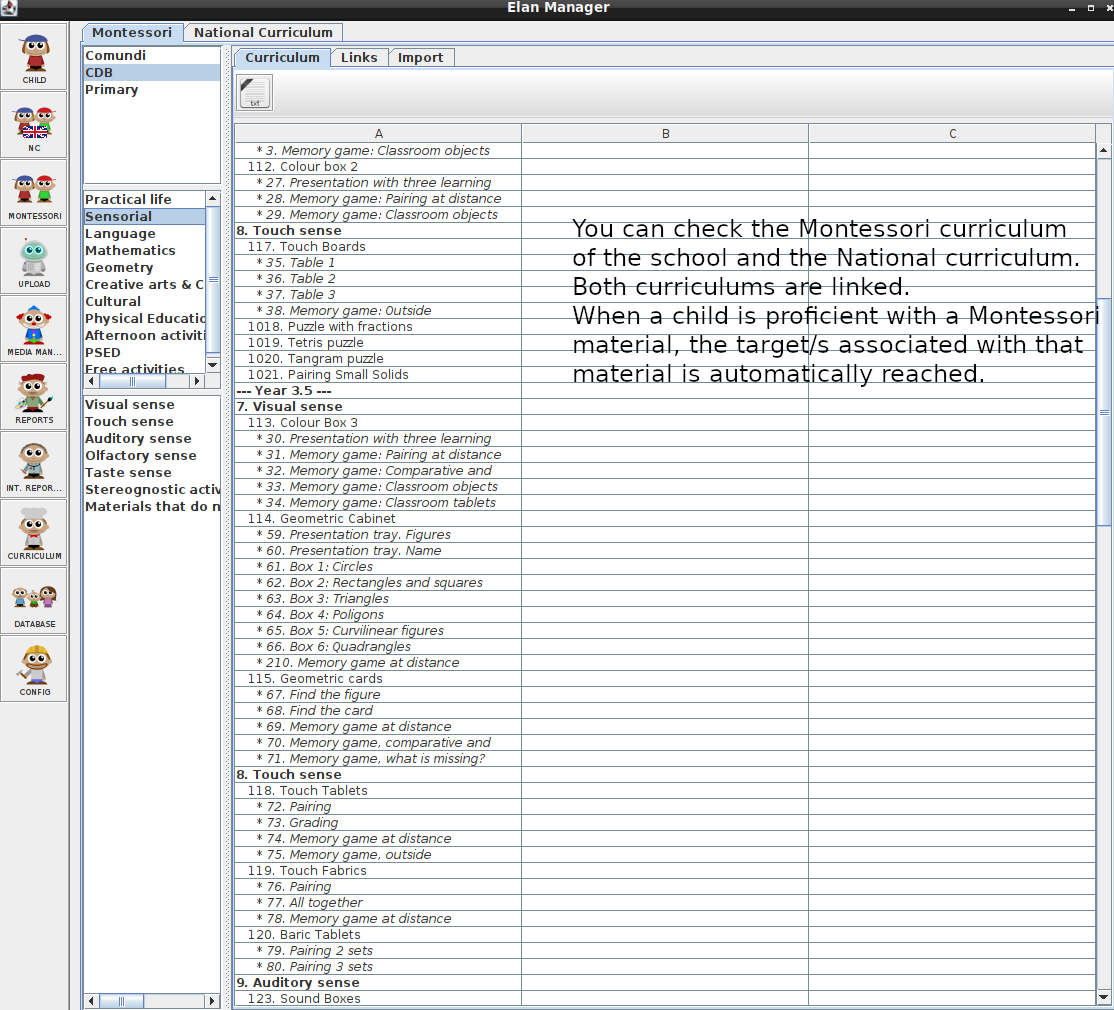 Elan Manager
CHILD
NC
MONTESSORI
UPLOAD
MEDIA MAN...
REPORTS
INT. REPOR...
CURRICULUM
DATABASE
CONFIG
Montessori
National Curriculum
Comundi
CDB
Primary
Practical life
Sensorial
Language
Mathematics
Geometry
Creative arts & C
Cultural
Physical Educatio
Afternoon activiti
PSED
Free activities
Visual sense
Touch sense
Auditory sense
Olfactory sense
Taste sense
Stereognostic activ
Materials that do n
Curriculum
Links
Import
txt
A B C
* 3. Memory game: Classroom objects
112. Colour box 2
* 27. Presentation with three learning
* 28. Memory game: Pairing at distance
* 29. Memory game: Classroom objects
8. Touch sense
117. Touch Boards
* 35. Table 1
* 36. Table 2
* 37. Table 3
* 38. Memory game: Outside
1018. Puzzle with fractions
1019. Tetris puzzle
1020. Tangram puzzle
1021. Pairing Small Solids
--- Year 3.5 ---
7. Visual sense
113. Colour Box 3
* 30. Presentation with three learning
* 31. Memory game: Pairing at distance
* 32. Memory game: Comparative and
* 33. Memory game: Classroom objects
* 34. Memory game: Classroom tablets
114. Geometric Cabinet
* 59. Presentation tray. Figures
* 60. Presentation tray. Name
* 61. Box 1: Circles
* 62. Box 2: Rectangles and squares
* 63. Box 3: Triangles
* 64. Box 4: Poligons
* 65. Box 5: Curvilinear figures
* 66. Box 6: Quadrangles
* 210. Memory game at distance
115. Geometric cards
* 67. Find the figure
* 68. Find the card
* 69. Memory game at distance
* 70. Memory game, comparative and
* 71. Memory game, what is missing?
8. Touch sense
118. Touch Tablets
* 72. Pairing
* 73. Grading
* 74. Memory game at distance
* 75. Memory game, outside
119. Touch Fabrics
* 76. Pairing
* 77. All together
* 78. Memory game at distance
120. Baric Tablets
* 79. Pairing 2 sets
* 80. Pairing 3 sets
9. Auditory sense
123. Sound Boxes
You can check the Montessori curriculum
of the school and the National curriculum.
Both curriculums are linked.
When a child is proficient with a Montessori
material, the target/s associated with that
material is automatically reached.